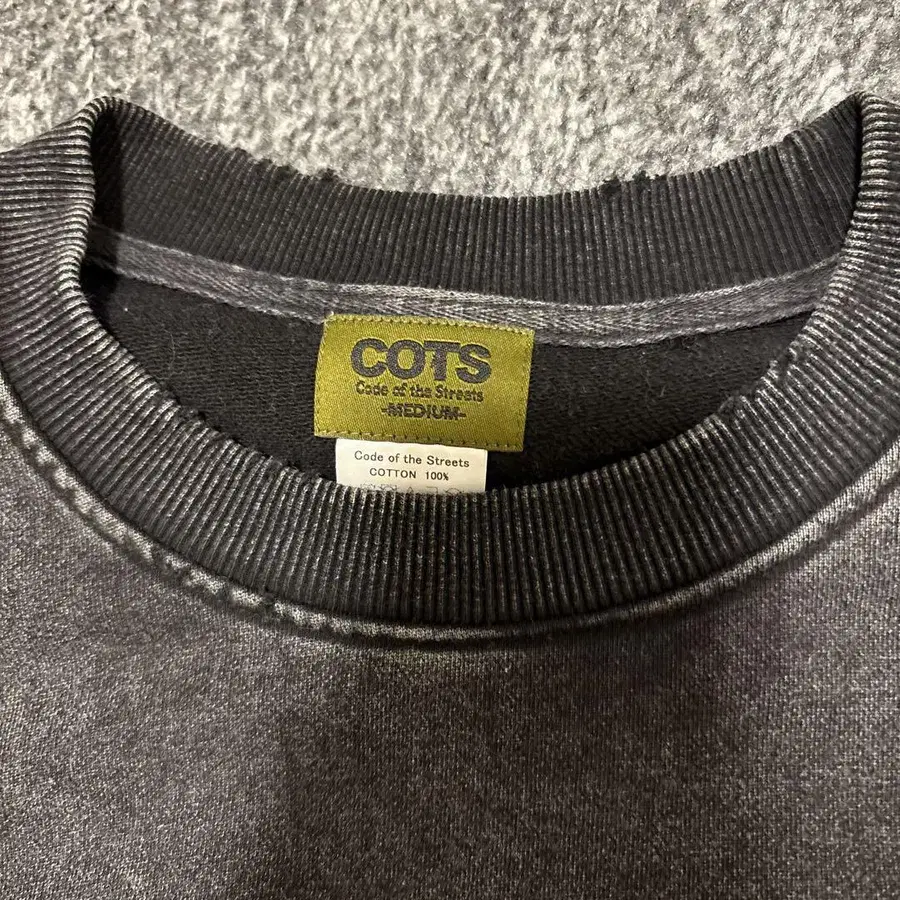 COTS
Code of the Streets
-MEDIUM-
Code of the Streets
COTTON 100%